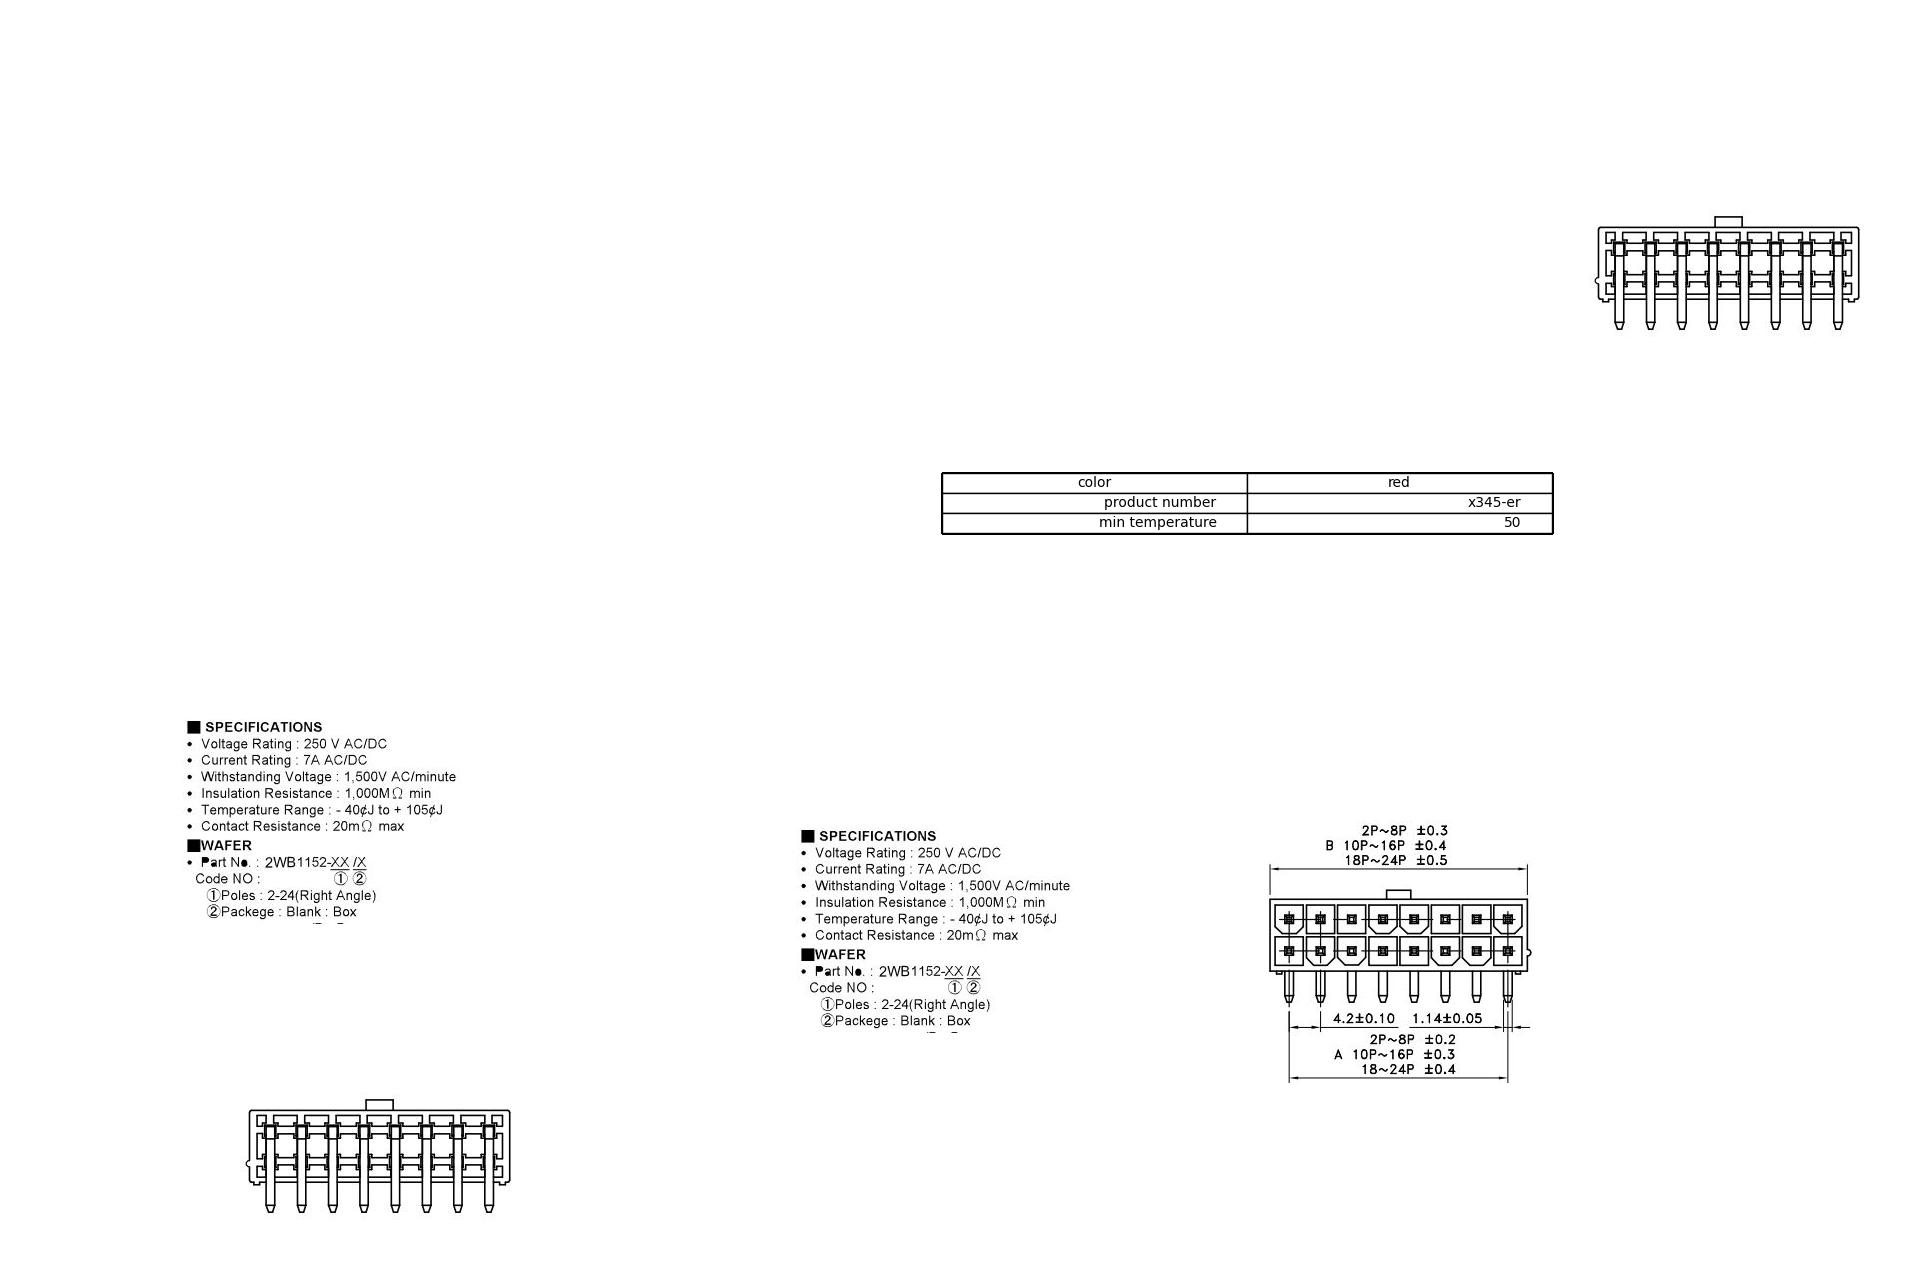 color red
product number x345-er
min temperature 50
■ SPECIFICATIONS
• Voltage Rating : 250 V AC/DC
• Current Rating : 7A AC/DC
• Withstanding Voltage : 1,500V AC/minute
• Insulation Resistance : 1,000MΩ min
• Temperature Range : - 40¢J to + 105¢J
• Contact Resistance : 20mΩ max
■WAFER
• Part No. : 2WB1152-XX /X
Code NO : ① ②
①Poles : 2-24(Right Angle)
②Packege : Blank : Box
■ SPECIFICATIONS
• Voltage Rating : 250 V AC/DC
• Current Rating : 7A AC/DC
• Withstanding Voltage : 1,500V AC/minute
• Insulation Resistance : 1,000MΩ min
• Temperature Range : - 40¢J to + 105¢J
• Contact Resistance : 20mΩ max
■WAFER
• Part No. : 2WB1152-XX /X
Code NO : ① ②
①Poles : 2-24(Right Angle)
②Packege : Blank : Box
2P~8P ±0.3
B 10P~16P ±0.4
18P~24P ±0.5
4.2±0.10 1.14±0.05
2P~8P ±0.2
A 10P~16P ±0.3
18~24P ±0.4